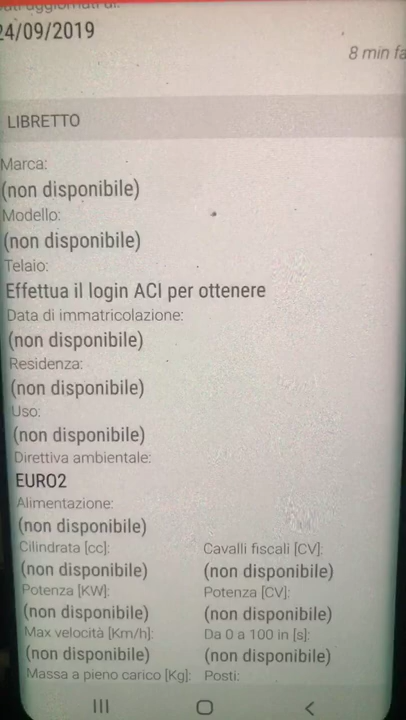 dati aggiornati al:
24/09/2019
8 min fa
LIBRETTO
Marca:
(non disponibile)
Modello:
(non disponibile)
Telaio:
Effettua il login ACI per ottenere
Data di immatricolazione:
(non disponibile)
Residenza:
(non disponibile)
Uso:
(non disponibile)
Direttiva ambientale:
EURO2
Alimentazione:
(non disponibile)
Cilindrata [cc]: Cavalli fiscali [CV]:
(non disponibile) (non disponibile)
Potenza [KW]: Potenza [CV]:
(non disponibile) (non disponibile)
Max velocità [Km/h]: Da 0 a 100 in [s]:
(non disponibile) (non disponibile)
Massa a pieno carico [Kg]: Posti: